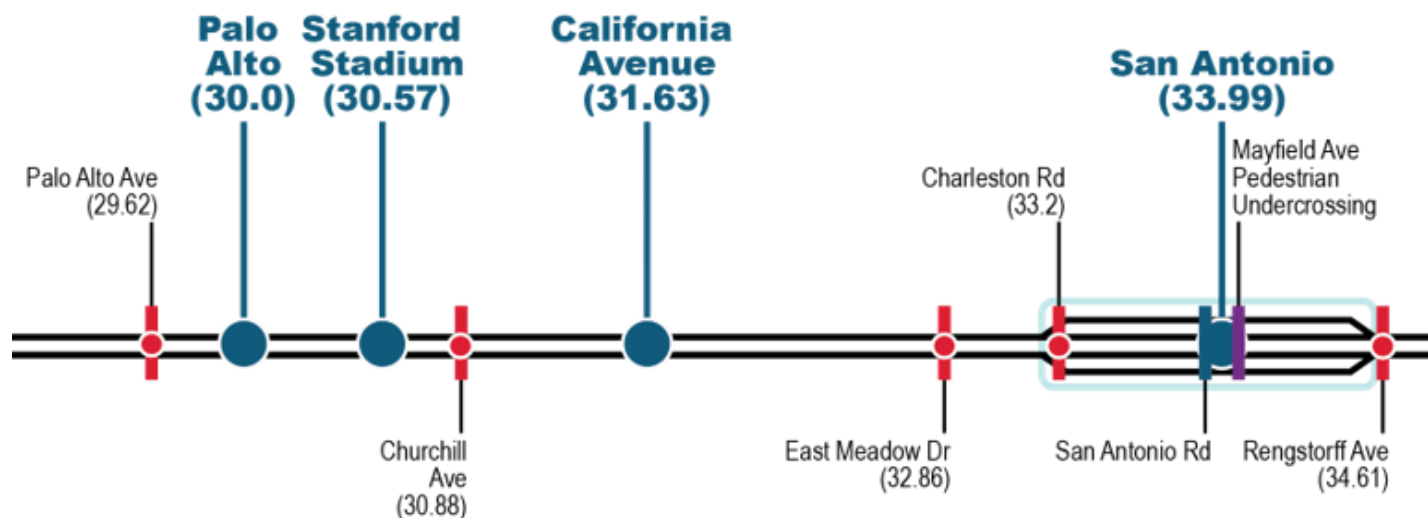 Palo
Alto
(30.0)
Stanford
Stadium
(30.57)
California
Avenue
(31.63)
San Antonio
(33.99)
Palo Alto Ave
(29.62)
Charleston Rd
(33.2)
Mayfield Ave
Pedestrian
Undercrossing
Churchill
Ave
(30.88)
East Meadow Dr
(32.86)
San Antonio Rd
Rengstorff Ave
(34.61)